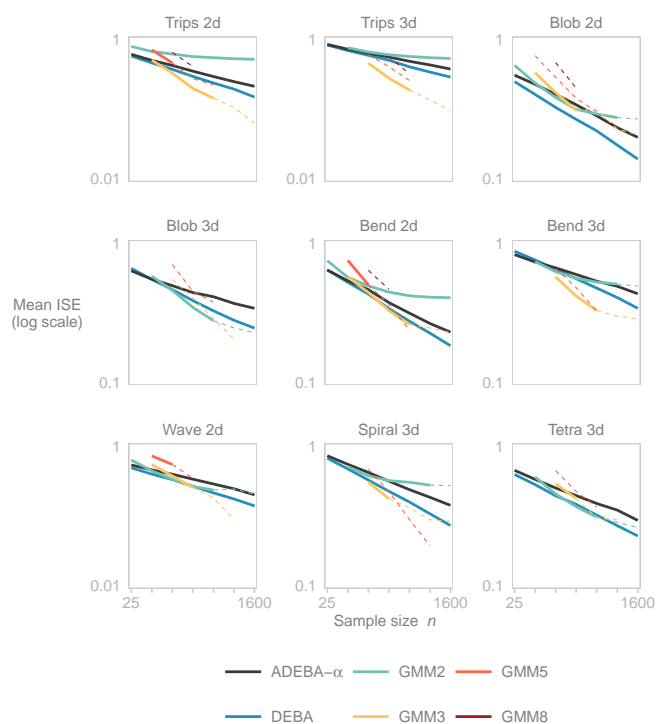 Trips 2d
Trips 3d
Blob 2d
1
1
1
0.01
0.01
0.1
Blob 3d
Bend 2d
Bend 3d
1
1
1
Mean ISE
(log scale)
0.1
0.1
0.1
Wave 2d
Spiral 3d
Tetra 3d
1
1
1
0.01
0.1
0.1
25 1600
25 1600
25 1600
Sample size n
ADEBA−α GMM2 GMM5
DEBA GMM3 GMM8